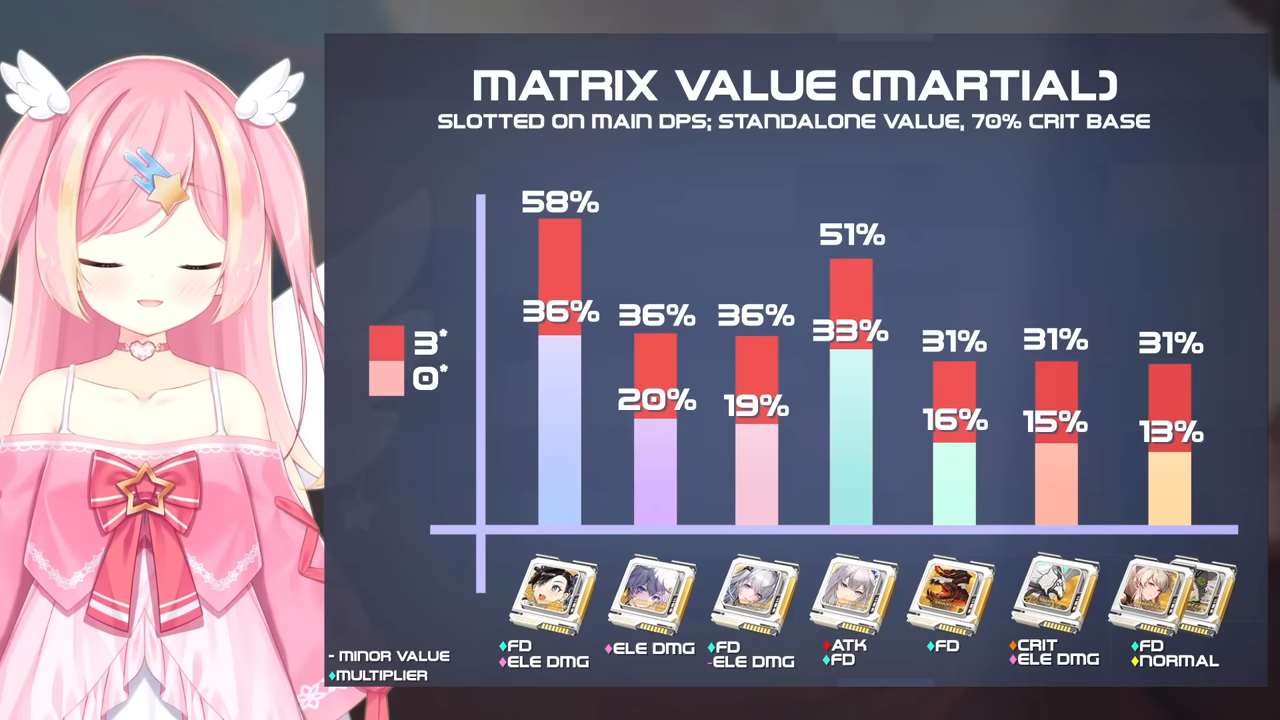 MATRIX VALUE (MARTIAL)
SLOTTED ON MAIN DPS; STANDALONE VALUE, 70% CRIT BASE
58%
36%
36%
20%
36%
19%
51%
33%
31%
16%
31%
15%
31%
13%
3*
0*
FD
ELE DMG
ELE DMG
FD
-ELE DMG
ATK
FD
FD
CRIT
ELE DMG
FD
NORMAL
- MINOR VALUE
MULTIPLIER